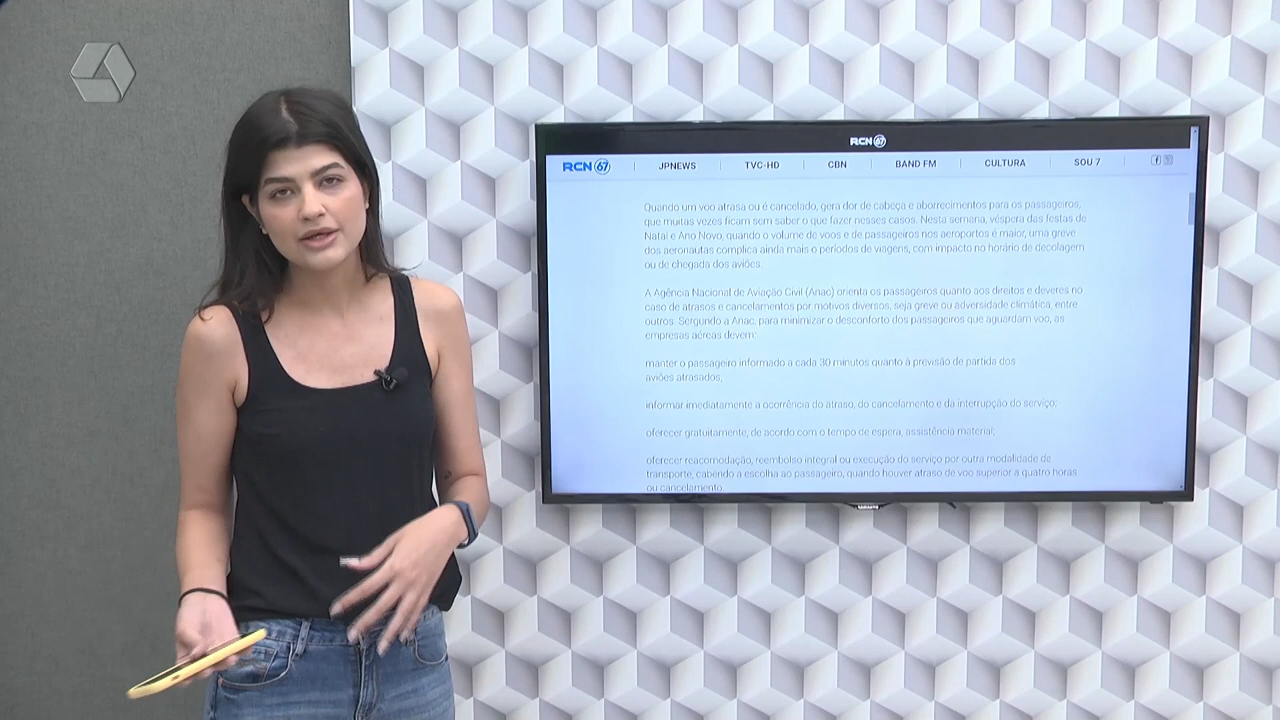 RCN 67
RCN 67 JPNEWS TVC-HD CBN BAND FM CULTURA SOU 7
Quando um voo atrasa ou é cancelado, gera dor de cabeça e aborrecimentos para os passageiros,
que muitas vezes ficam sem saber o que fazer nesses casos. Nesta semana, véspera das festas de
Natal e Ano Novo, quando o volume de voos e de passageiros nos aeroportos é maior, uma greve
dos aeronautas complica ainda mais o períodos de viagens, com impacto no horário de decolagem
ou de chegada dos aviões.
A Agência Nacional de Aviação Civil (Anac) orienta os passageiros quanto aos direitos e deveres no
caso de atrasos e cancelamentos por motivos diversos, seja greve ou adversidade climática, entre
outros. Sergundo a Anac, para minimizar o desconforto dos passageiros que aguardam voo, as
empresas aéreas devem:
manter o passageiro informado a cada 30 minutos quanto à previsão de partida dos
aviões atrasados;
informar imediatamente a ocorrência do atraso, do cancelamento e da interrupção do serviço;
oferecer gratuitamente, de acordo com o tempo de espera, assistência material;
oferecer reacomodação, reembolso integral ou execução do serviço por outra modalidade de
transporte, cabendo a escolha ao passageiro, quando houver atraso de voo superior a quatro horas
ou cancelamento.